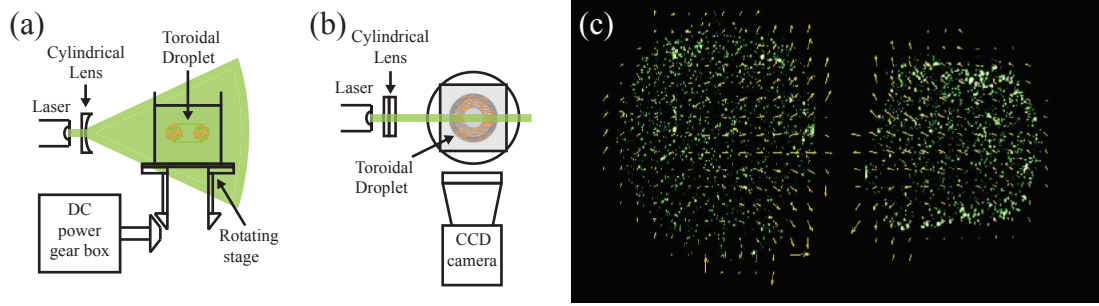 (a)
Cylindrical
Lens
Toroidal
Droplet
Laser
DC
power
gear box
Rotating
stage
(b)
Cylindrical
Lens
Laser
Toroidal
Droplet
CCD
camera
(c)